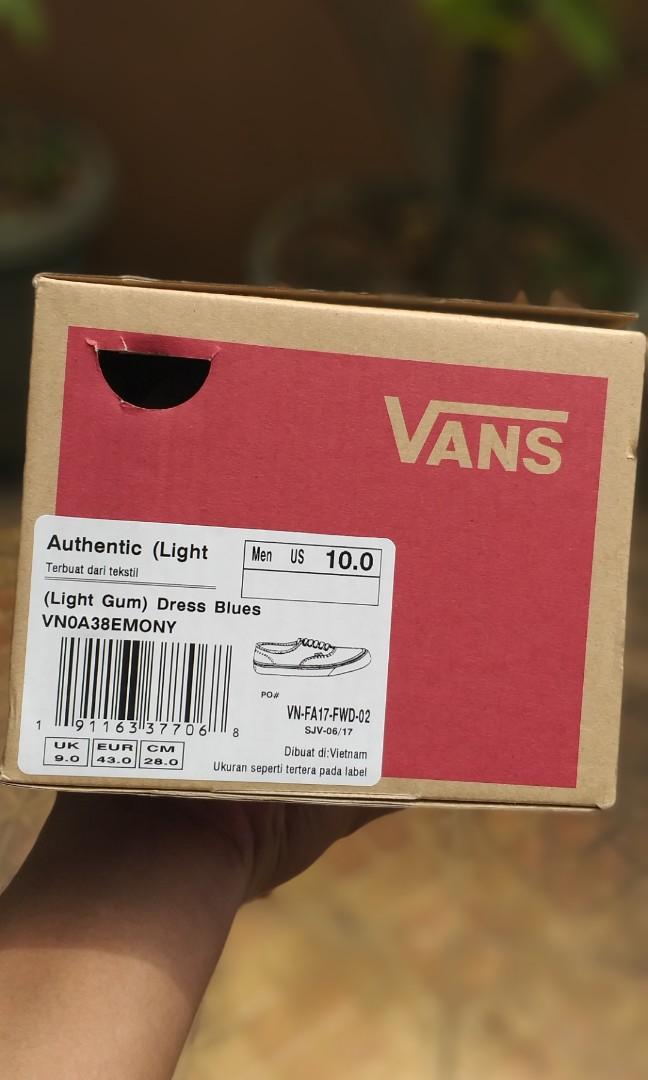 VANS
Authentic (Light
Men US 10.0
Terbuat dari tekstil
(Light Gum) Dress Blues
VN0A38EMONY
PO#
VN-FA17-FWD-02
SJV-06/17
1 91163 37706 8
UK 9.0
EUR 43.0
CM 28.0
Dibuat di:Vietnam
Ukuran seperti tertera pada label